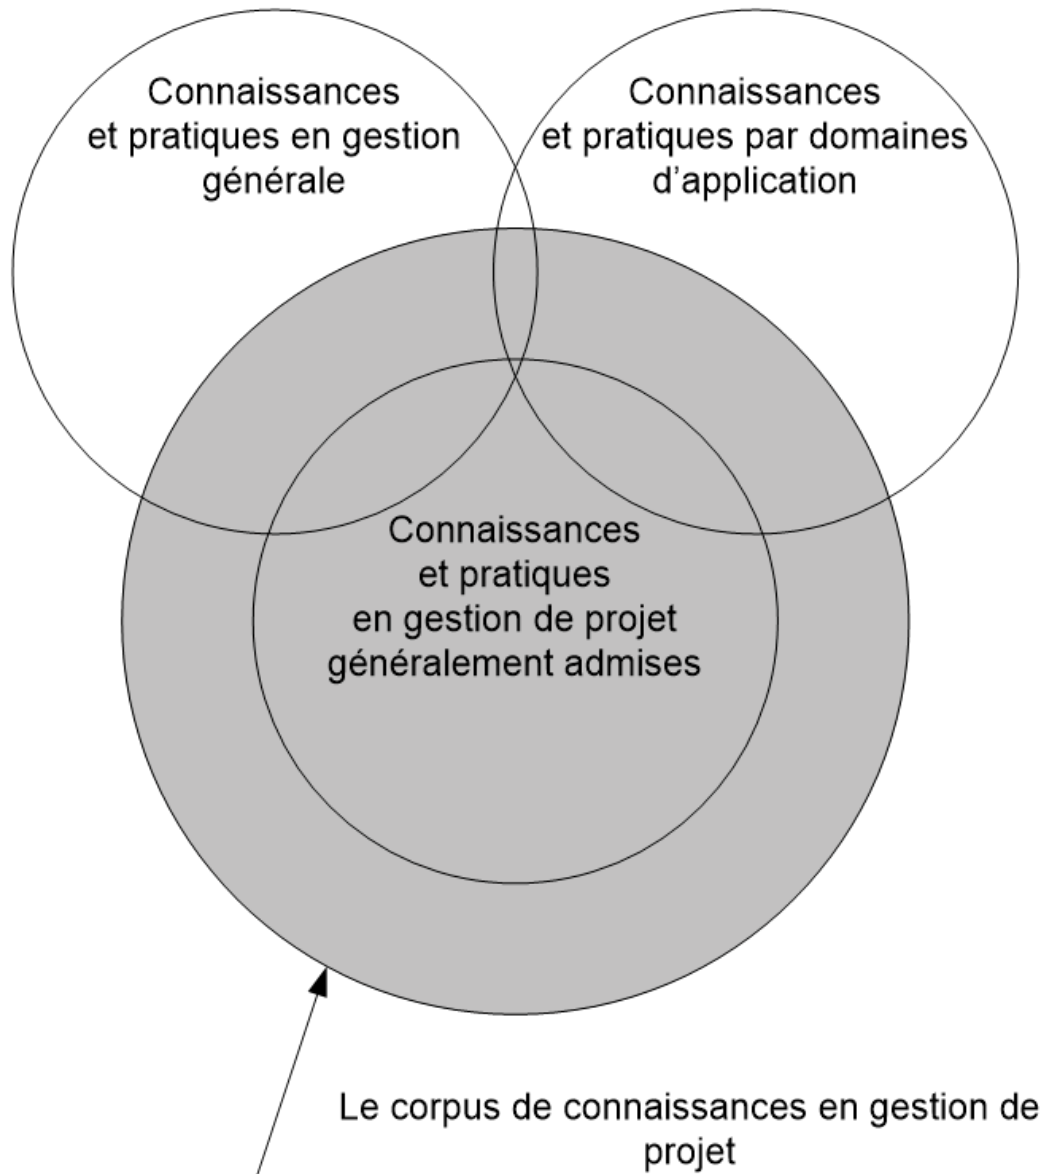 Connaissances
et pratiques en gestion
générale
Connaissances
et pratiques par domaines
d'application
Connaissances
et pratiques
en gestion de projet
généralement admises
Le corpus de connaissances en gestion de
projet